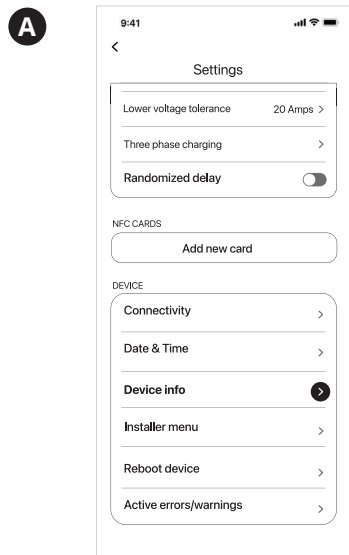 A
9:41
Settings
Lower voltage tolerance 20 Amps
Three phase charging
Randomized delay
NFC CARDS
Add new card
DEVICE
Connectivity
Date & Time
Device info
Installer menu
Reboot device
Active errors/warnings